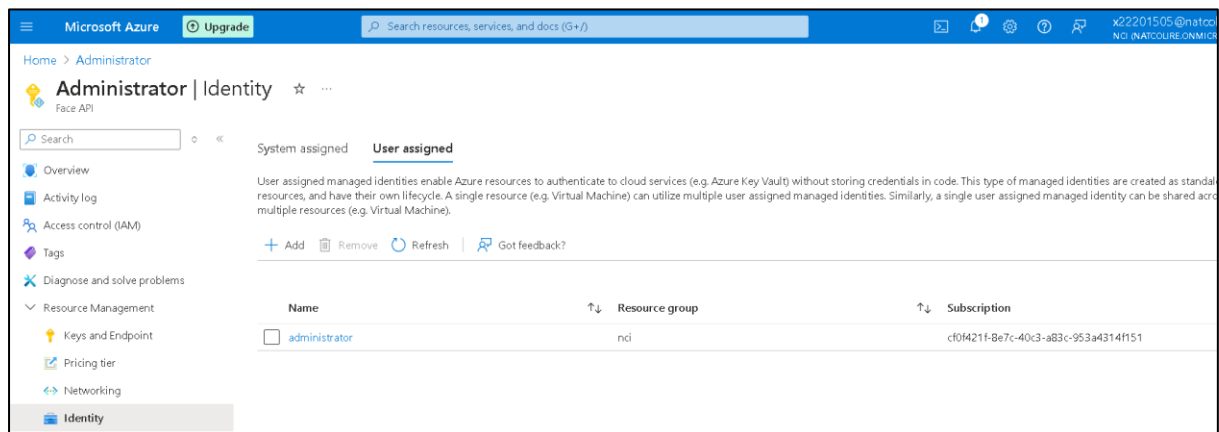 Microsoft Azure
Upgrade
Search resources, services, and docs (G+/)
1
x22201505@natcol
NCI (NATCOLIRE.ONMICR
Home > Administrator
Administrator | Identity
Face API
Search
System assigned
User assigned
Overview
Activity log
Access control (IAM)
Tags
Diagnose and solve problems
Resource Management
Keys and Endpoint
Pricing tier
Networking
Identity
User assigned managed identities enable Azure resources to authenticate to cloud services (e.g. Azure Key Vault) without storing credentials in code. This type of managed identities are created as standal
resources, and have their own lifecycle. A single resource (e.g. Virtual Machine) can utilize multiple user assigned managed identities. Similarly, a single user assigned managed identity can be shared acro
multiple resources (e.g. Virtual Machine).
Add Remove Refresh Got feedback?
Name Resource group Subscription
administrator nci cf0f421f-8e7c-40c3-a83c-953a4314f151